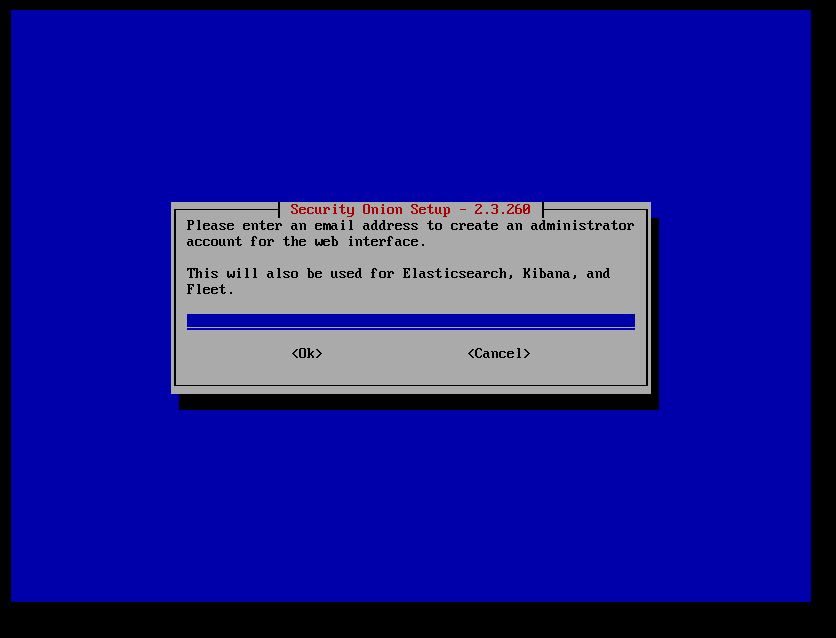 Security Onion Setup - 2.3.260
Please enter an email address to create an administrator
account for the web interface.
This will also be used for Elasticsearch, Kibana, and
Fleet.
<Ok> <Cancel>